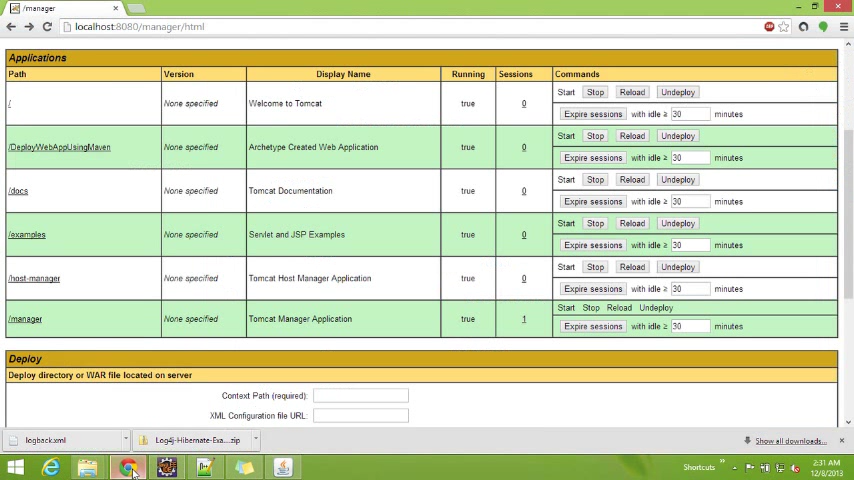 /manager
localhost:8080/manager/html
Applications
Path Version Display Name Running Sessions Commands
/ None specified Welcome to Tomcat true 0 Start Stop Reload Undeploy
Expire sessions with idle ≥ 30 minutes
/DeployWebAppUsingMaven None specified Archetype Created Web Application true 0 Start Stop Reload Undeploy
Expire sessions with idle ≥ 30 minutes
/docs None specified Tomcat Documentation true 0 Start Stop Reload Undeploy
Expire sessions with idle ≥ 30 minutes
/examples None specified Servlet and JSP Examples true 0 Start Stop Reload Undeploy
Expire sessions with idle ≥ 30 minutes
/host-manager None specified Tomcat Host Manager Application true 0 Start Stop Reload Undeploy
Expire sessions with idle ≥ 30 minutes
/manager None specified Tomcat Manager Application true 1 Start Stop Reload Undeploy
Expire sessions with idle ≥ 30 minutes
Deploy
Deploy directory or WAR file located on server
Context Path (required):
XML Configuration file URL:
logback.xml Log4j-Hibernate-Exa....zip Show all downloads...
Shortcuts 2:31 AM
12/8/2013